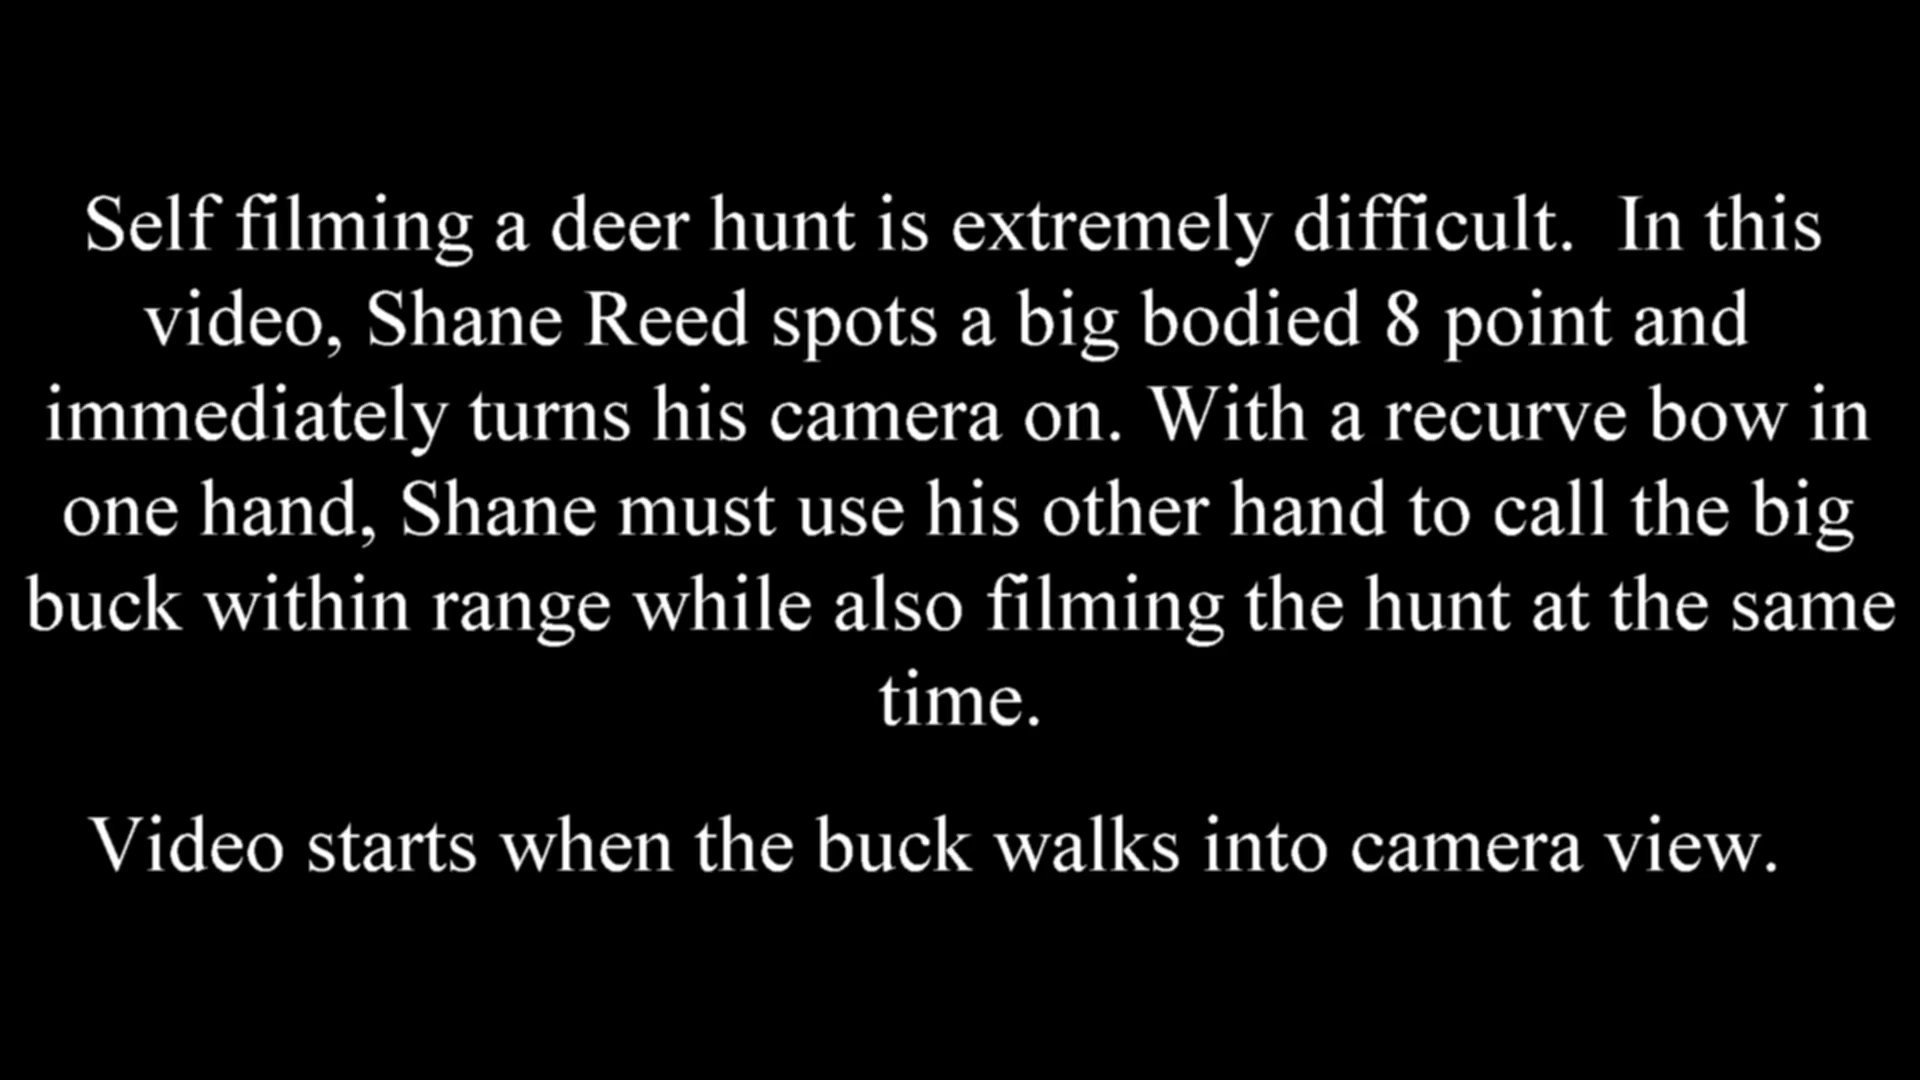 Self filming a deer hunt is extremely difficult.  In this
video, Shane Reed spots a big bodied 8 point and
immediately turns his camera on. With a recurve bow in
one hand, Shane must use his other hand to call the big
buck within range while also filming the hunt at the same
time.
Video starts when the buck walks into camera view.